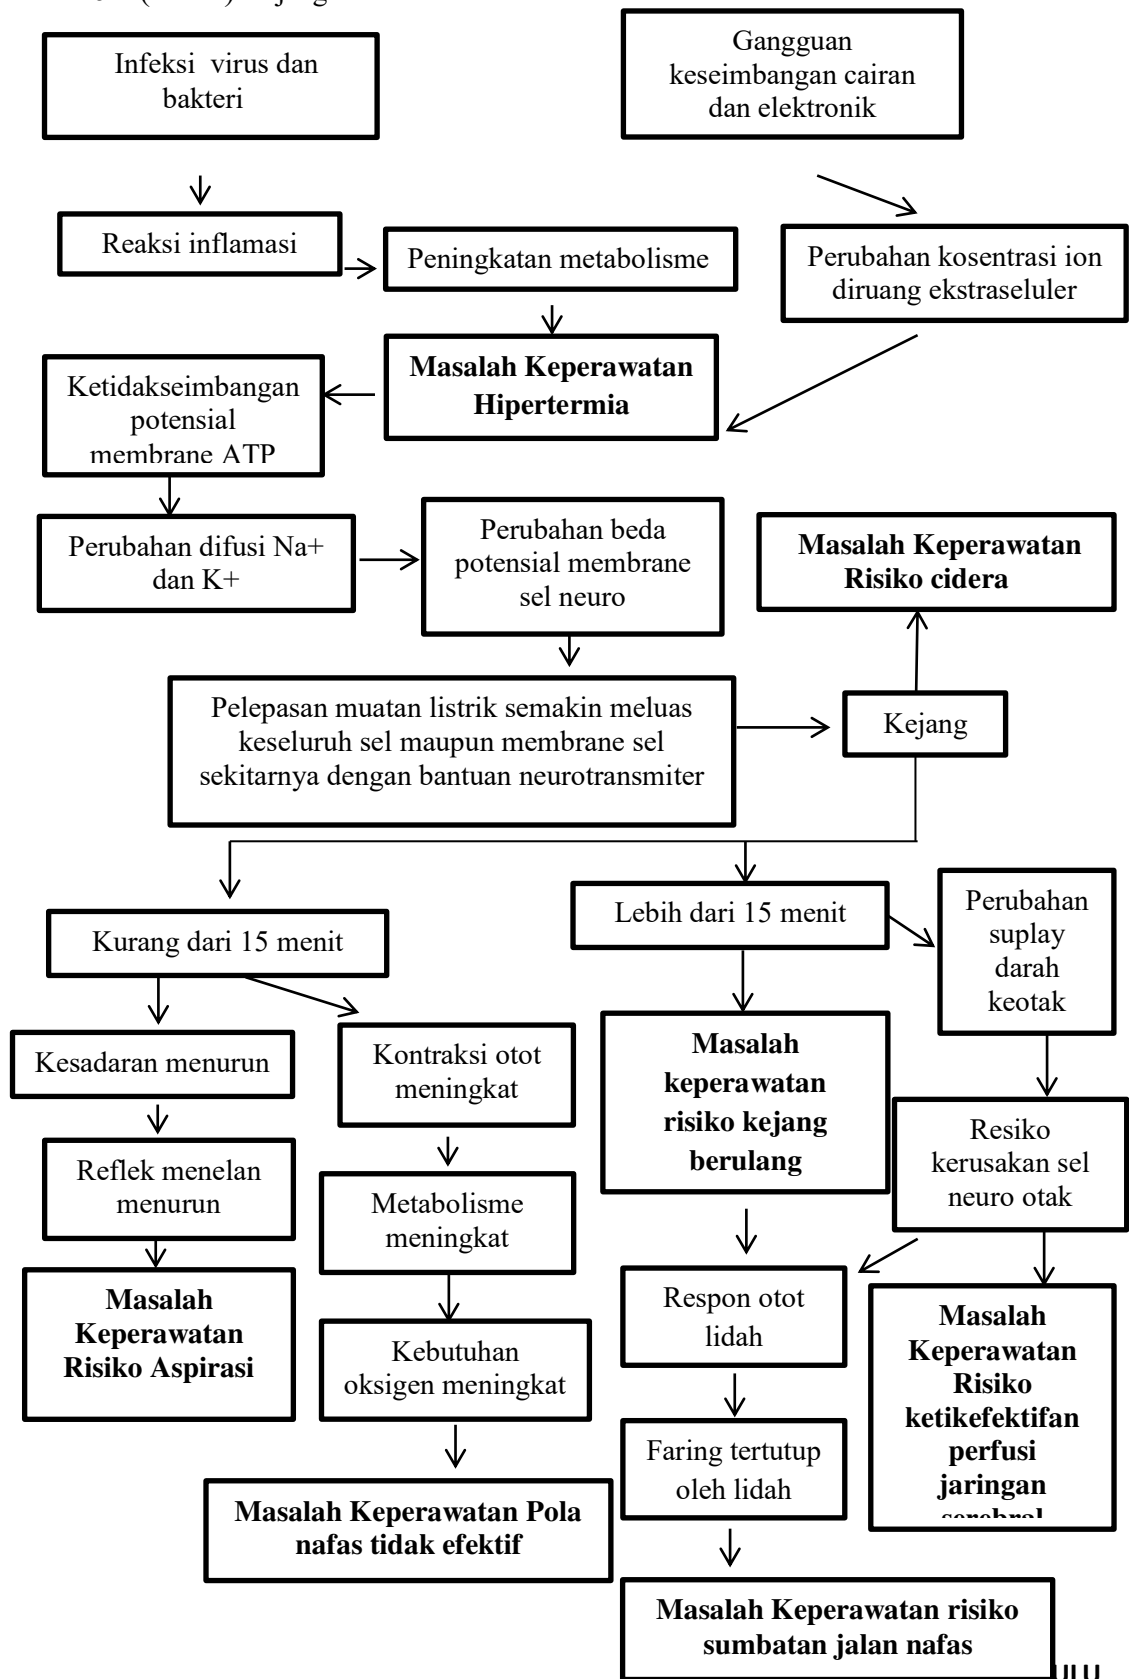 Infeksi virus dan
bakteri
Gangguan
keseimbangan cairan
dan elektronik
Reaksi inflamasi
Peningkatan metabolisme
Perubahan kosentrasi ion
diruang ekstraseluler
Masalah Keperawatan
Hipertermia
Ketidakseimbangan
potensial
membrane ATP
Perubahan difusi Na+
dan K+
Perubahan beda
potensial membrane
sel neuro
Masalah Keperawatan
Risiko cidera
Pelepasan muatan listrik semakin meluas
keseluruh sel maupun membrane sel
sekitarnya dengan bantuan neurotransmiter
Kejang
Kurang dari 15 menit
Lebih dari 15 menit
Perubahan
suplay
darah
keotak
Kesadaran menurun
Kontraksi otot
meningkat
Masalah
keperawatan
risiko kejang
berulang
Resiko
kerusakan sel
neuro otak
Reflek menelan
menurun
Metabolisme
meningkat
Masalah
Keperawatan
Risiko Aspirasi
Kebutuhan
oksigen meningkat
Respon otot
lidah
Masalah
Keperawatan
Risiko
ketikefektifan
perfusi
jaringan
serebral
Faring tertutup
oleh lidah
Masalah Keperawatan Pola
nafas tidak efektif
Masalah Keperawatan risiko
sumbatan jalan nafas